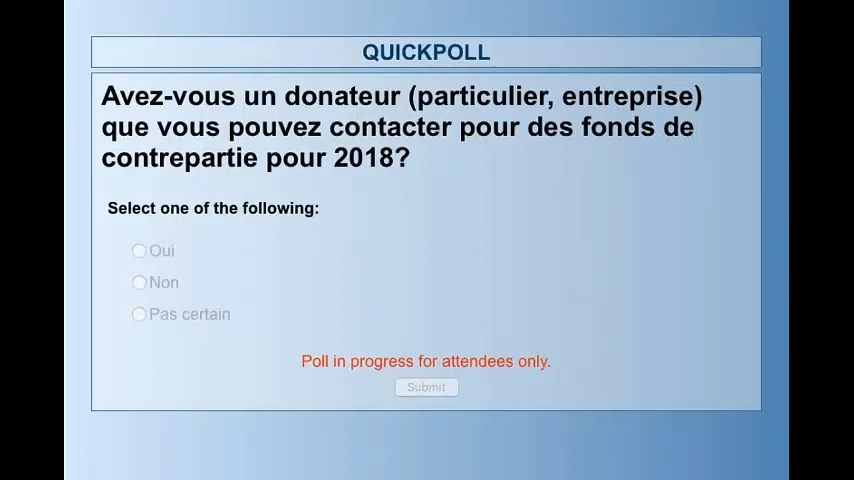 QUICKPOLL
Avez-vous un donateur (particulier, entreprise)
que vous pouvez contacter pour des fonds de
contrepartie pour 2018?
Select one of the following:
Oui
Non
Pas certain
Poll in progress for attendees only.
Submit